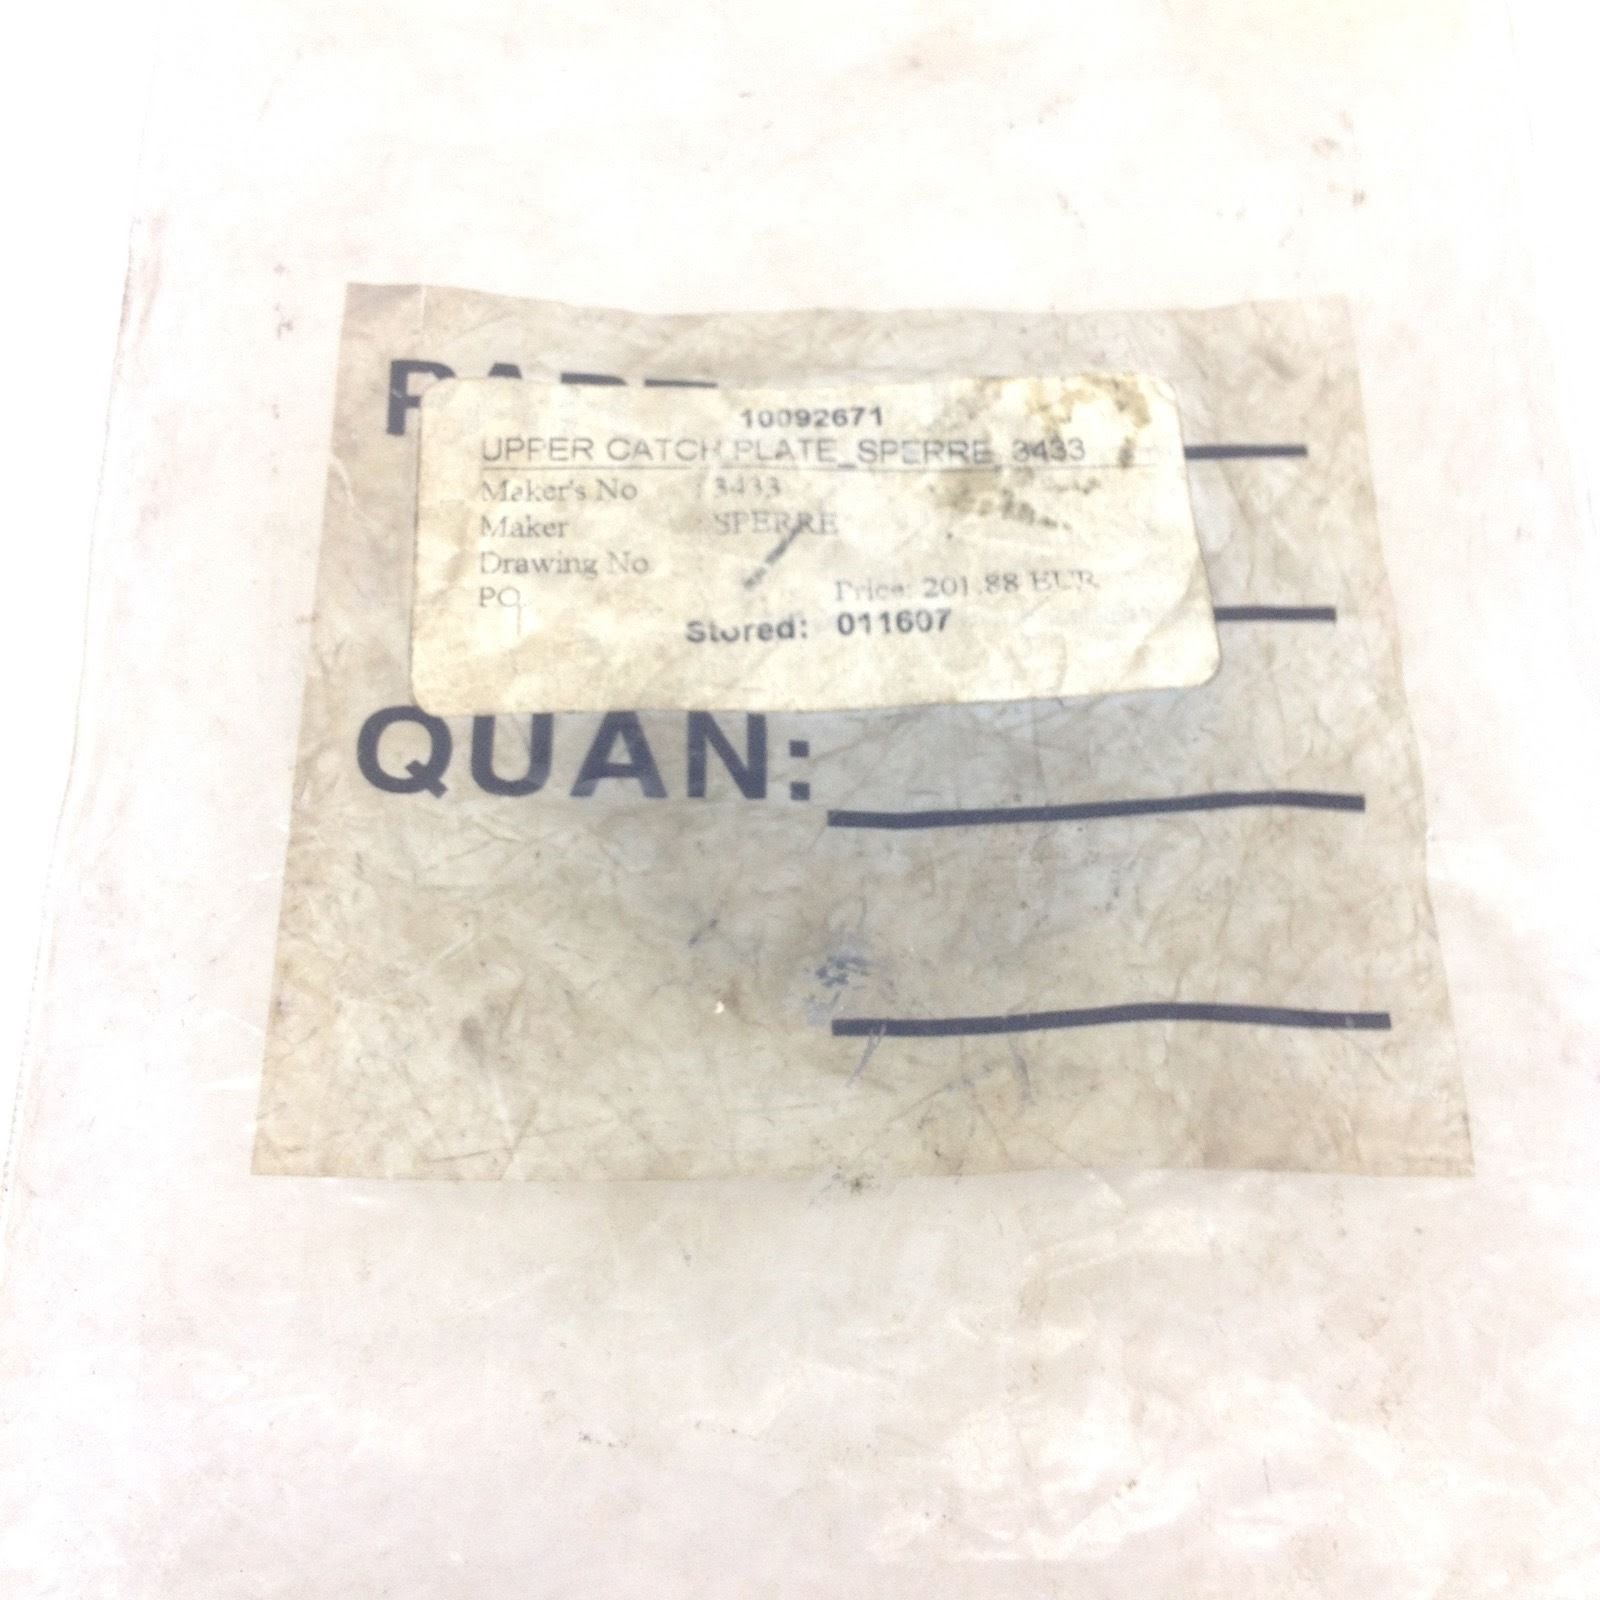 10092671
UPPER CATCH PLATE_SPERRE_3433
Maker's No : 3433
Maker SPERRE
Drawing No
PO
Price: 201.88 EUR
Stored: 011607
QUAN: